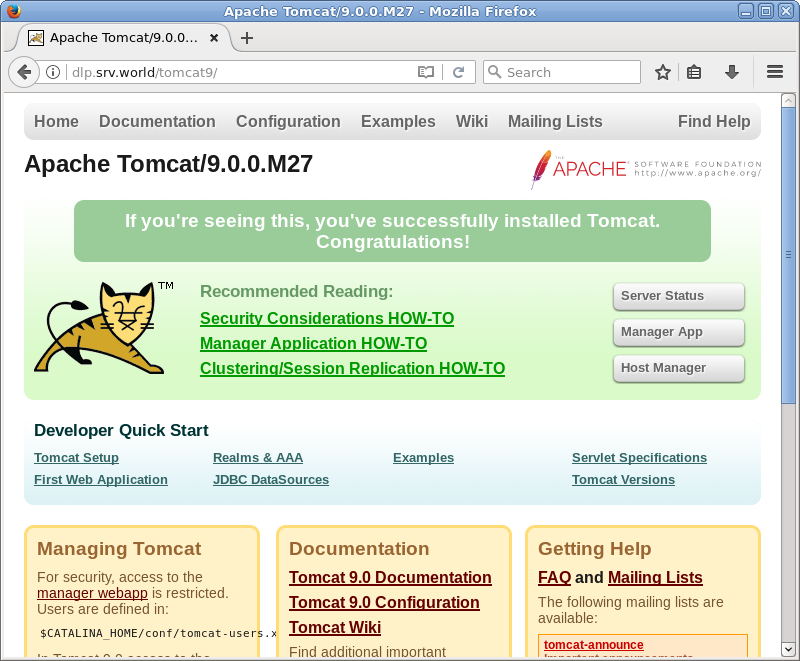 Apache Tomcat/9.0.0.M27 - Mozilla Firefox
Apache Tomcat/9.0.0....
dlp.srv.world/tomcat9/
Search
Home Documentation Configuration Examples Wiki Mailing Lists Find Help
Apache Tomcat/9.0.0.M27
THE APACHE SOFTWARE FOUNDATION
http://www.apache.org/
If you're seeing this, you've successfully installed Tomcat.
Congratulations!
TM
Recommended Reading:
Security Considerations HOW-TO
Manager Application HOW-TO
Clustering/Session Replication HOW-TO
Server Status
Manager App
Host Manager
Developer Quick Start
Tomcat Setup Realms & AAA Examples Servlet Specifications
First Web Application JDBC DataSources Tomcat Versions
Managing Tomcat
For security, access to the
manager webapp is restricted.
Users are defined in:
$CATALINA_HOME/conf/tomcat-users.x
In Tomcat 9.0 access to the
Documentation
Tomcat 9.0 Documentation
Tomcat 9.0 Configuration
Tomcat Wiki
Find additional important
Getting Help
FAQ and Mailing Lists
The following mailing lists are
available:
tomcat-announce
Important announcements,